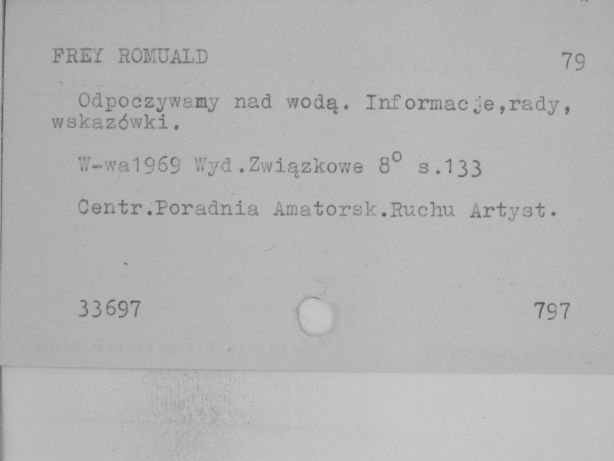 FREY ROMUALD 79
Odpoczywamy nad wodą. Informacje,rady,
wskazówki.
W-wa1969 Wyd.Związkowe 8° s.133
Centr.Poradnia Amatorsk.Ruchu Artyst.
33697 797